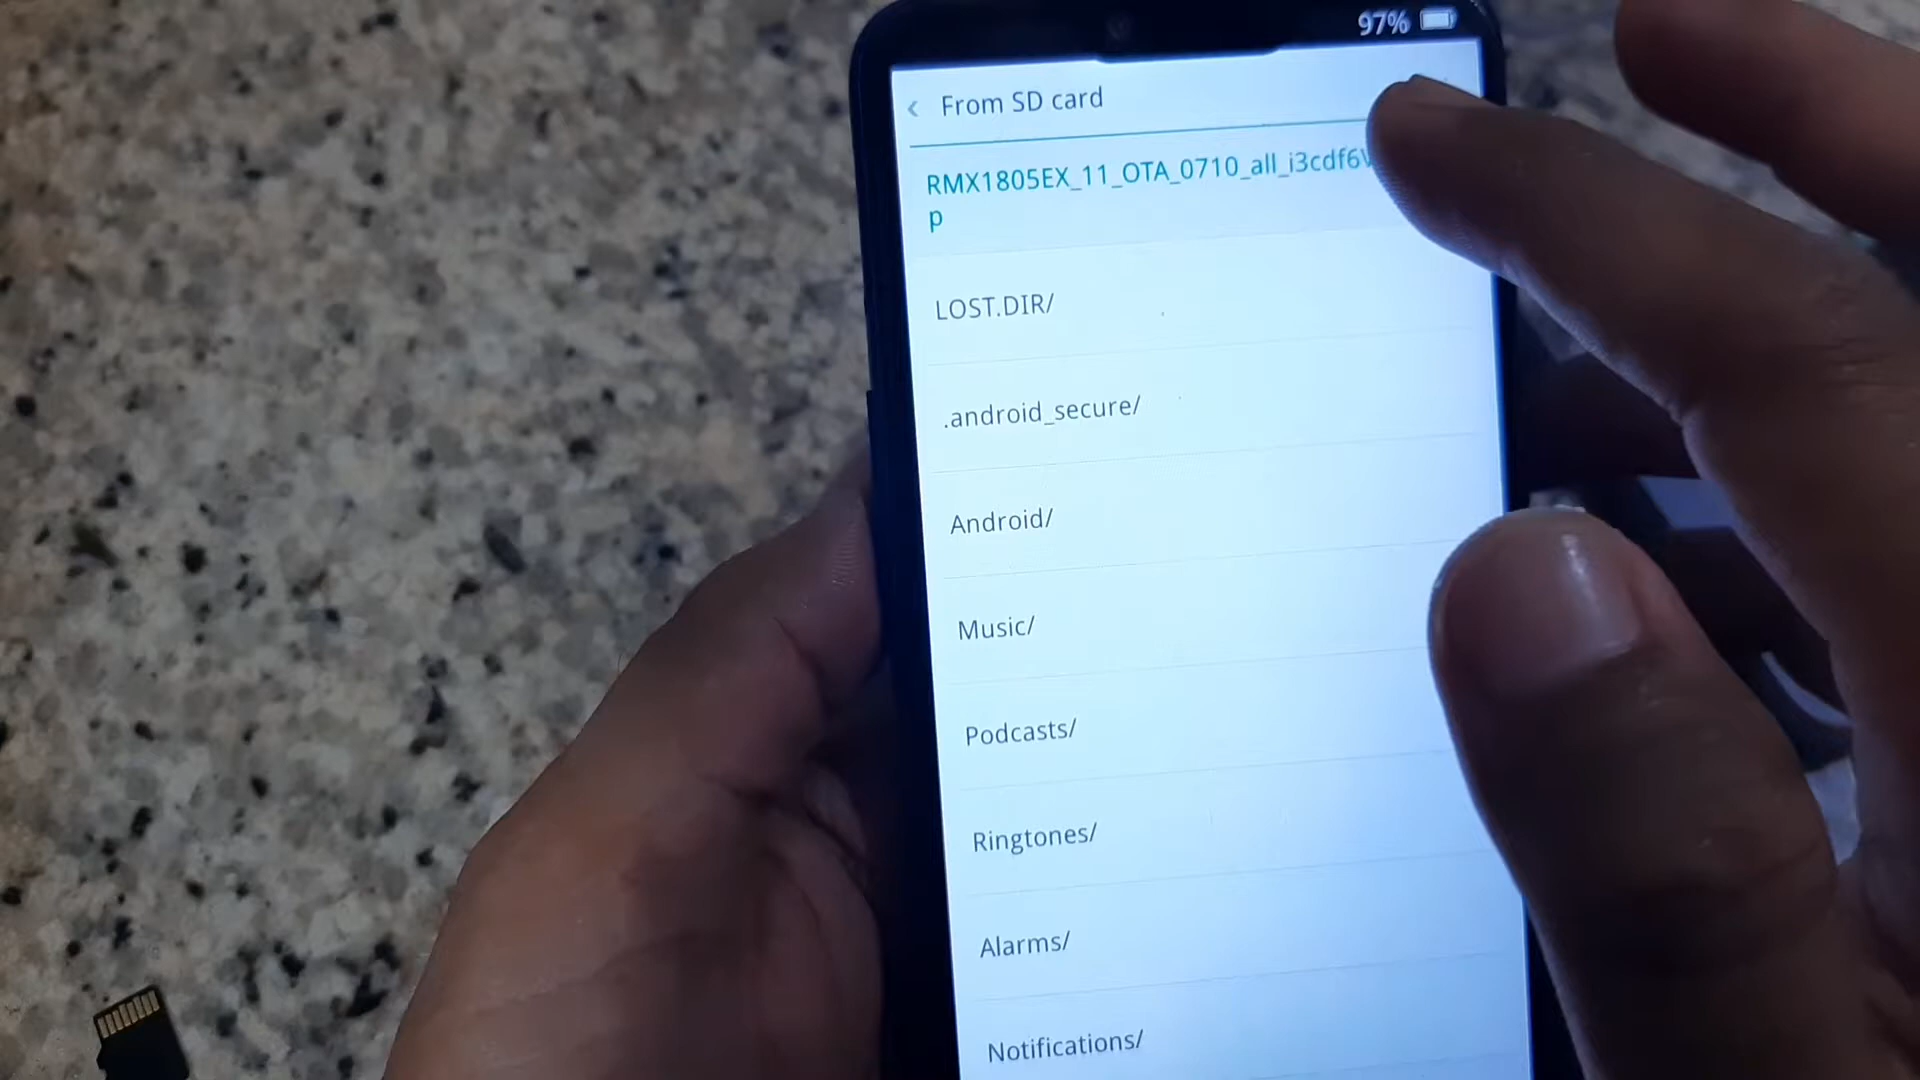 97%
From SD card
RMX1805EX_11_OTA_0710_all_i3cdf6
p
LOST.DIR/
.android_secure/
Android/
Music/
Podcasts/
Ringtones/
Alarms/
Notifications/